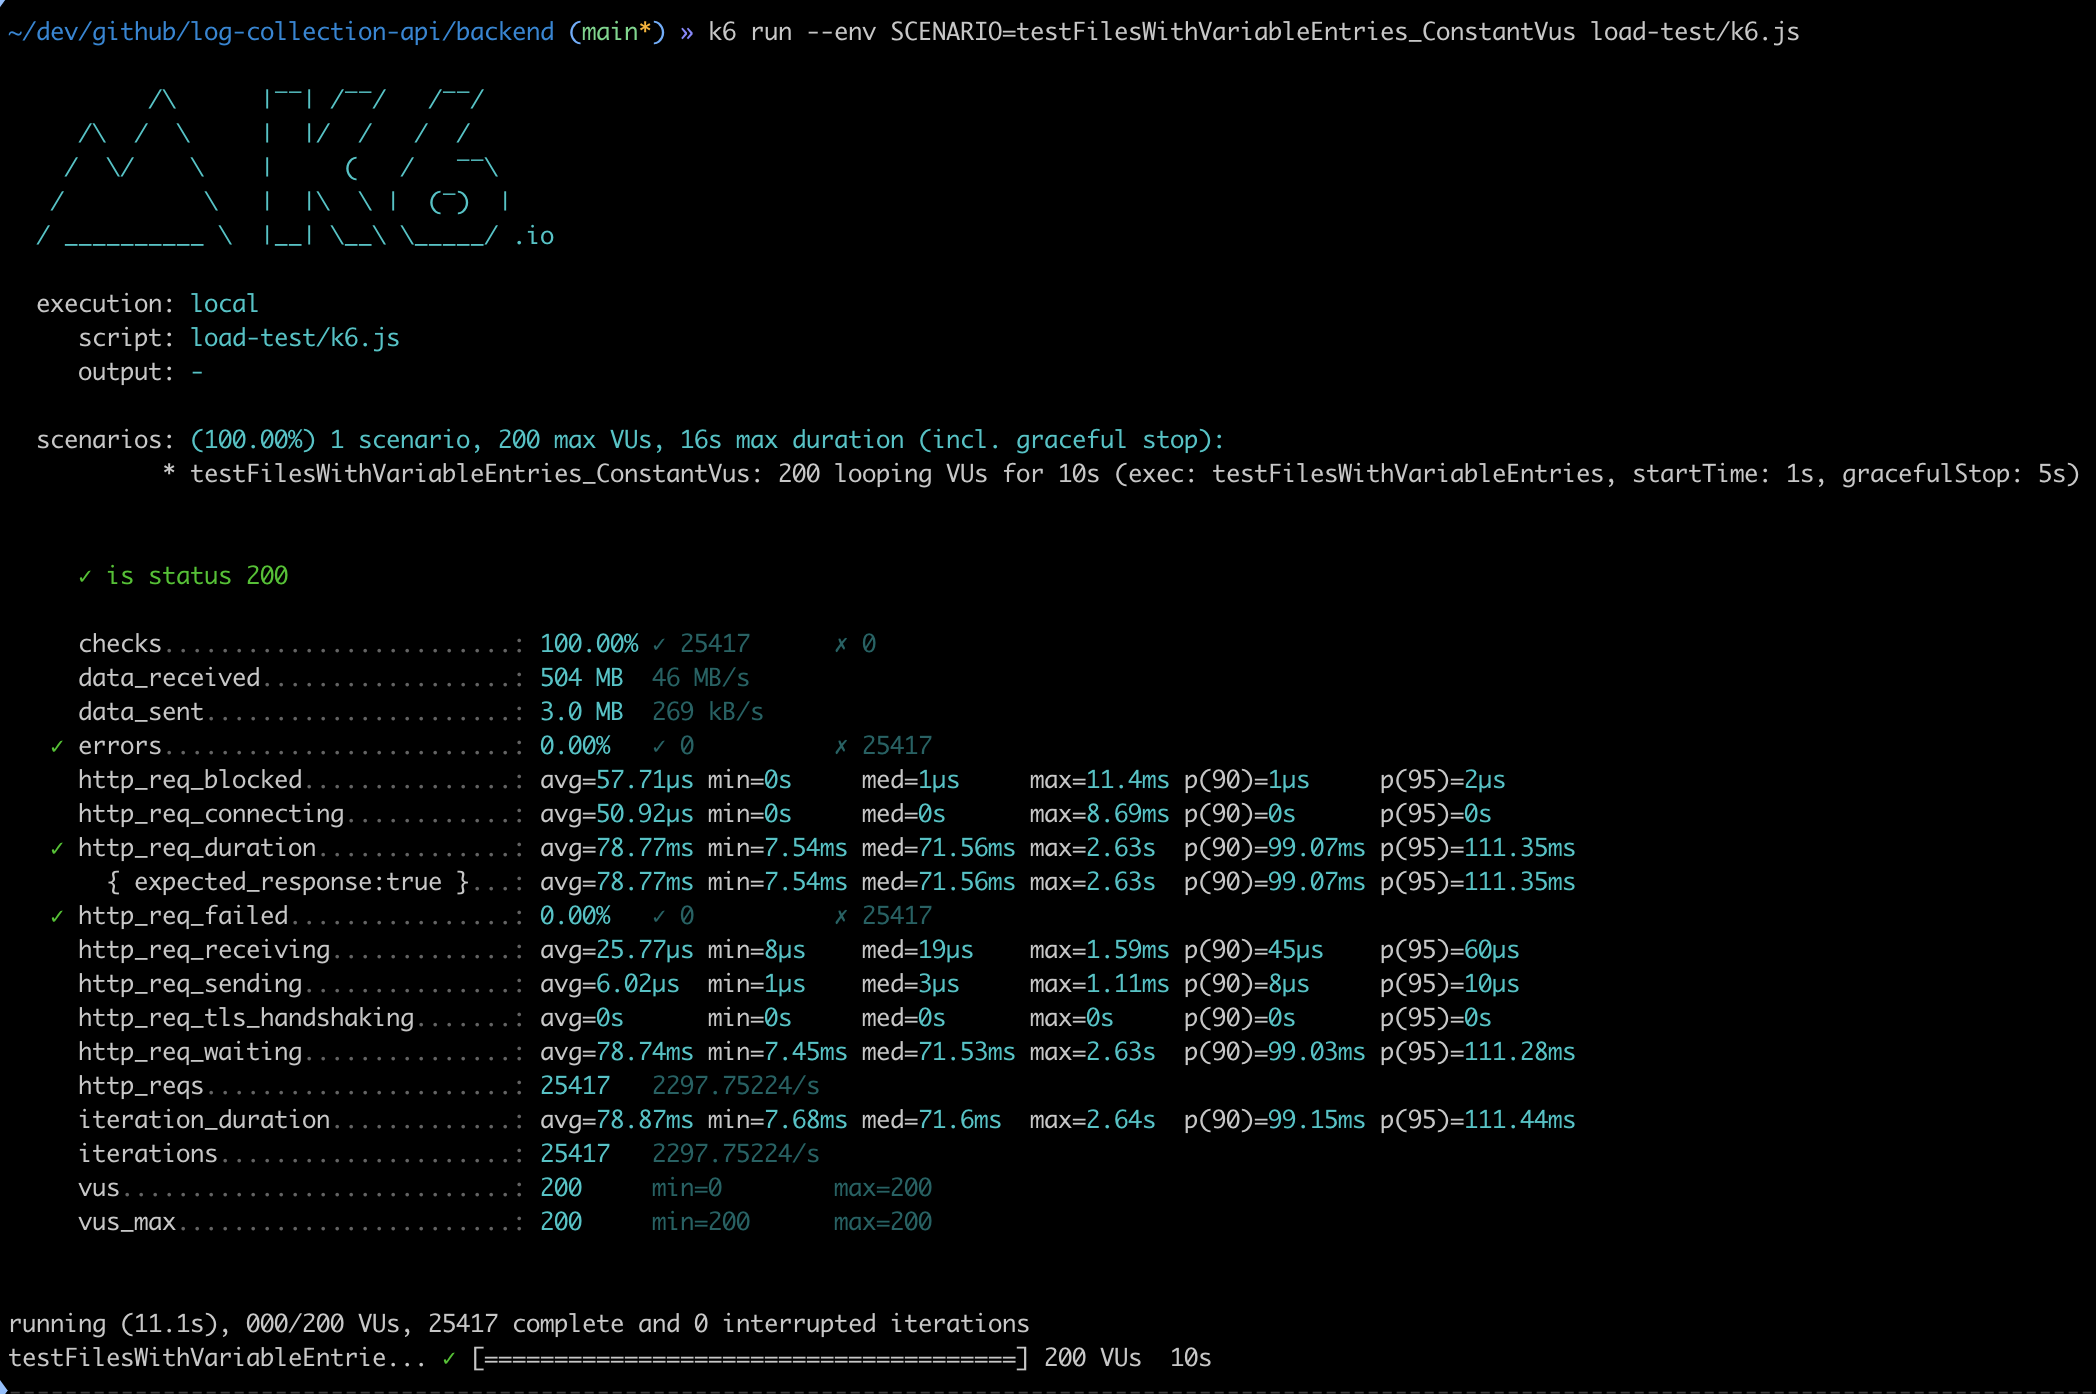 ~/dev/github/log-collection-api/backend (main*) » k6 run --env SCENARIO=testFilesWithVariableEntries_ConstantVus load-test/k6.js
          /\      |‾‾| /‾‾/   /‾‾/
     /\  /  \     |  |/  /   /  /
    /  \/    \    |     (   /   ‾‾\
   /          \   |  |\  \ |  (‾)  |
  / __________ \  |__| \__\ \_____/ .io
  execution: local
     script: load-test/k6.js
     output: -
  scenarios: (100.00%) 1 scenario, 200 max VUs, 16s max duration (incl. graceful stop):
           * testFilesWithVariableEntries_ConstantVus: 200 looping VUs for 10s (exec: testFilesWithVariableEntries, startTime: 1s, gracefulStop: 5s)
     ✓ is status 200
     checks.........................: 100.00% ✓ 25417      ✗ 0
     data_received..................: 504 MB  46 MB/s
     data_sent......................: 3.0 MB  269 kB/s
   ✓ errors.........................: 0.00%   ✓ 0          ✗ 25417
     http_req_blocked...............: avg=57.71µs min=0s     med=1µs     max=11.4ms p(90)=1µs     p(95)=2µs
     http_req_connecting............: avg=50.92µs min=0s     med=0s      max=8.69ms p(90)=0s      p(95)=0s
   ✓ http_req_duration..............: avg=78.77ms min=7.54ms med=71.56ms max=2.63s  p(90)=99.07ms p(95)=111.35ms
       { expected_response:true }...: avg=78.77ms min=7.54ms med=71.56ms max=2.63s  p(90)=99.07ms p(95)=111.35ms
   ✓ http_req_failed................: 0.00%   ✓ 0          ✗ 25417
     http_req_receiving.............: avg=25.77µs min=8µs    med=19µs    max=1.59ms p(90)=45µs    p(95)=60µs
     http_req_sending...............: avg=6.02µs  min=1µs    med=3µs     max=1.11ms p(90)=8µs     p(95)=10µs
     http_req_tls_handshaking.......: avg=0s      min=0s     med=0s      max=0s     p(90)=0s      p(95)=0s
     http_req_waiting...............: avg=78.74ms min=7.45ms med=71.53ms max=2.63s  p(90)=99.03ms p(95)=111.28ms
     http_reqs......................: 25417   2297.75224/s
     iteration_duration.............: avg=78.87ms min=7.68ms med=71.6ms  max=2.64s  p(90)=99.15ms p(95)=111.44ms
     iterations.....................: 25417   2297.75224/s
     vus............................: 200     min=0        max=200
     vus_max........................: 200     min=200      max=200
running (11.1s), 000/200 VUs, 25417 complete and 0 interrupted iterations
testFilesWithVariableEntrie... ✓ [======================================] 200 VUs  10s